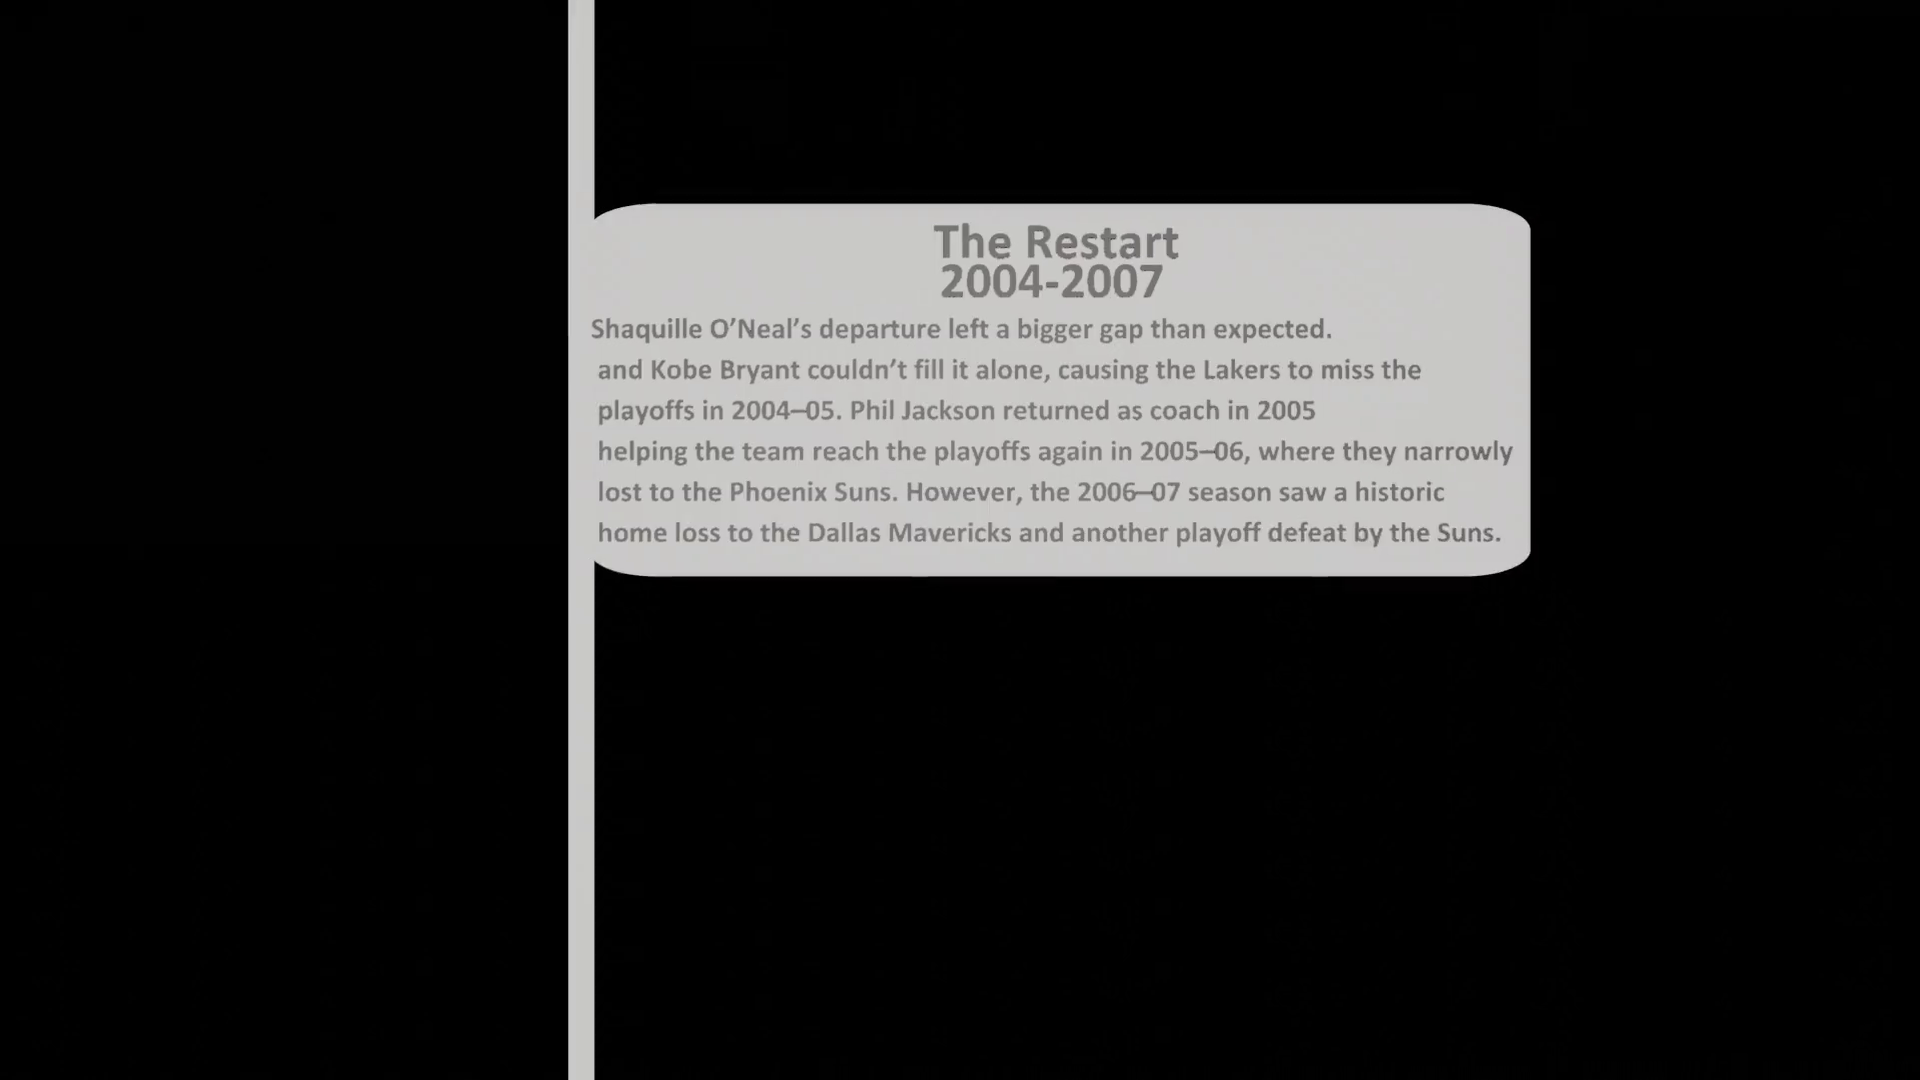 The Restart
2004-2007
Shaquille O’Neal’s departure left a bigger gap than expected.
and Kobe Bryant couldn’t fill it alone, causing the Lakers to miss the
playoffs in 2004–05. Phil Jackson returned as coach in 2005
helping the team reach the playoffs again in 2005–06, where they narrowly
lost to the Phoenix Suns. However, the 2006–07 season saw a historic
home loss to the Dallas Mavericks and another playoff defeat by the Suns.